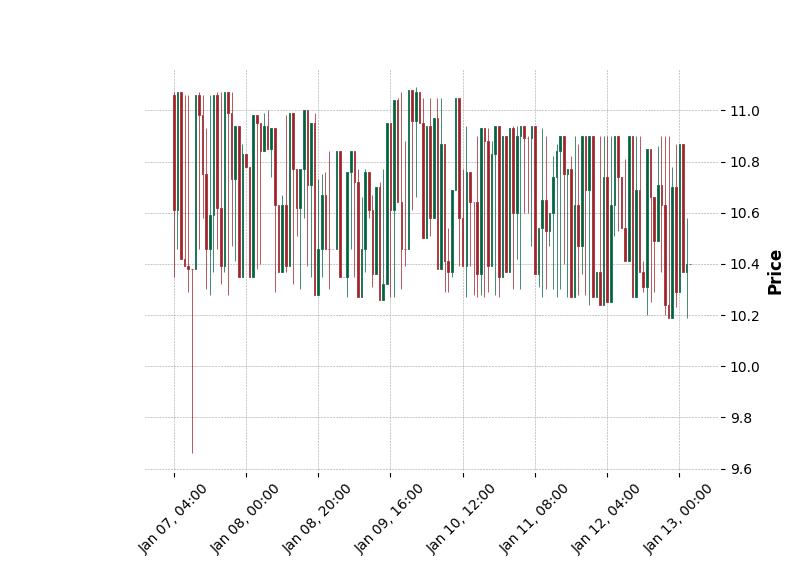 11.0
10.8
10.6
10.4
10.2
10.0
9.8
9.6
Price
Jan 07, 04:00
Jan 08, 00:00
Jan 08, 20:00
Jan 09, 16:00
Jan 10, 12:00
Jan 11, 08:00
Jan 12, 04:00
Jan 13, 00:00